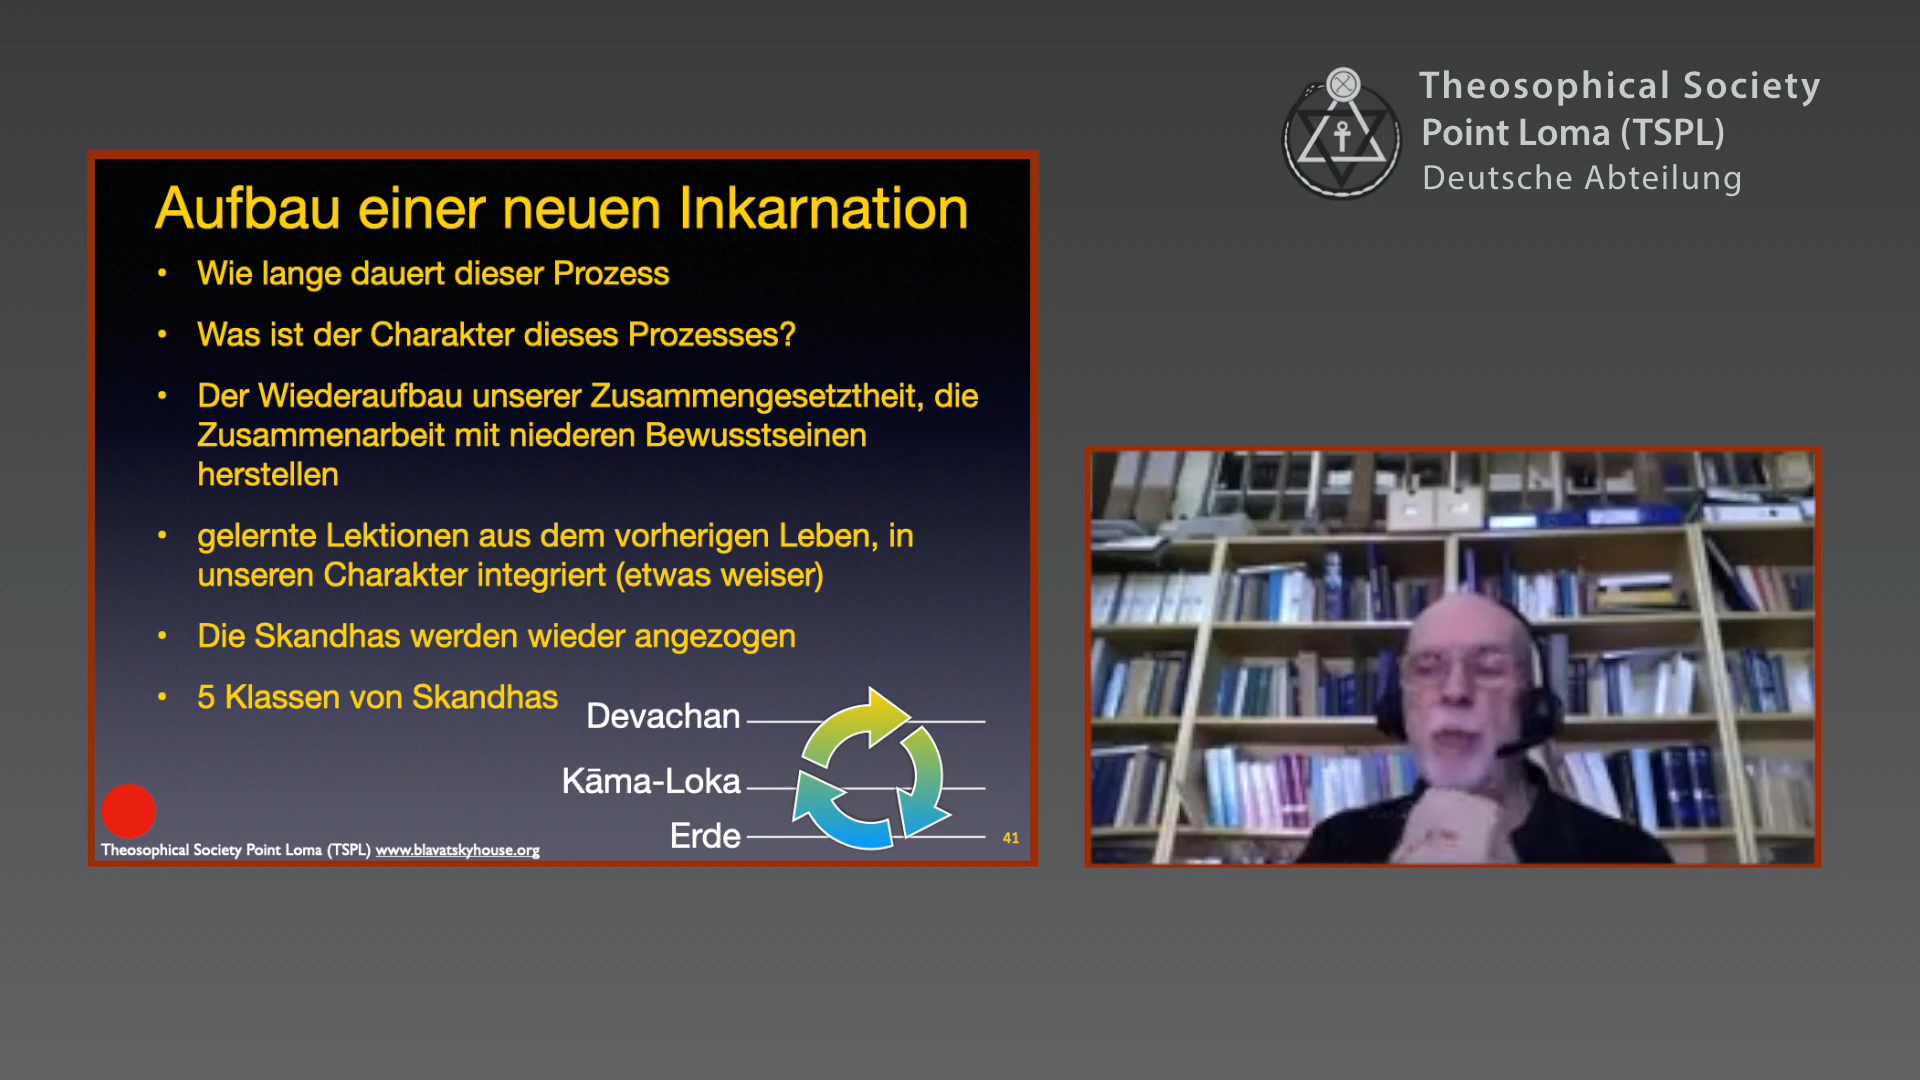 Theosophical Society
Point Loma (TSPL)
Deutsche Abteilung
Aufbau einer neuen Inkarnation
• Wie lange dauert dieser Prozess
• Was ist der Charakter dieses Prozesses?
• Der Wiederaufbau unserer Zusammengesetztheit, die
Zusammenarbeit mit niederen Bewusstseinen
herstellen
• gelernte Lektionen aus dem vorherigen Leben, in
unseren Charakter integriert (etwas weiser)
• Die Skandhas werden wieder angezogen
• 5 Klassen von Skandhas
Devachan
Kāma-Loka
Erde
41
Theosophical Society Point Loma (TSPL) www.blavatskyhouse.org